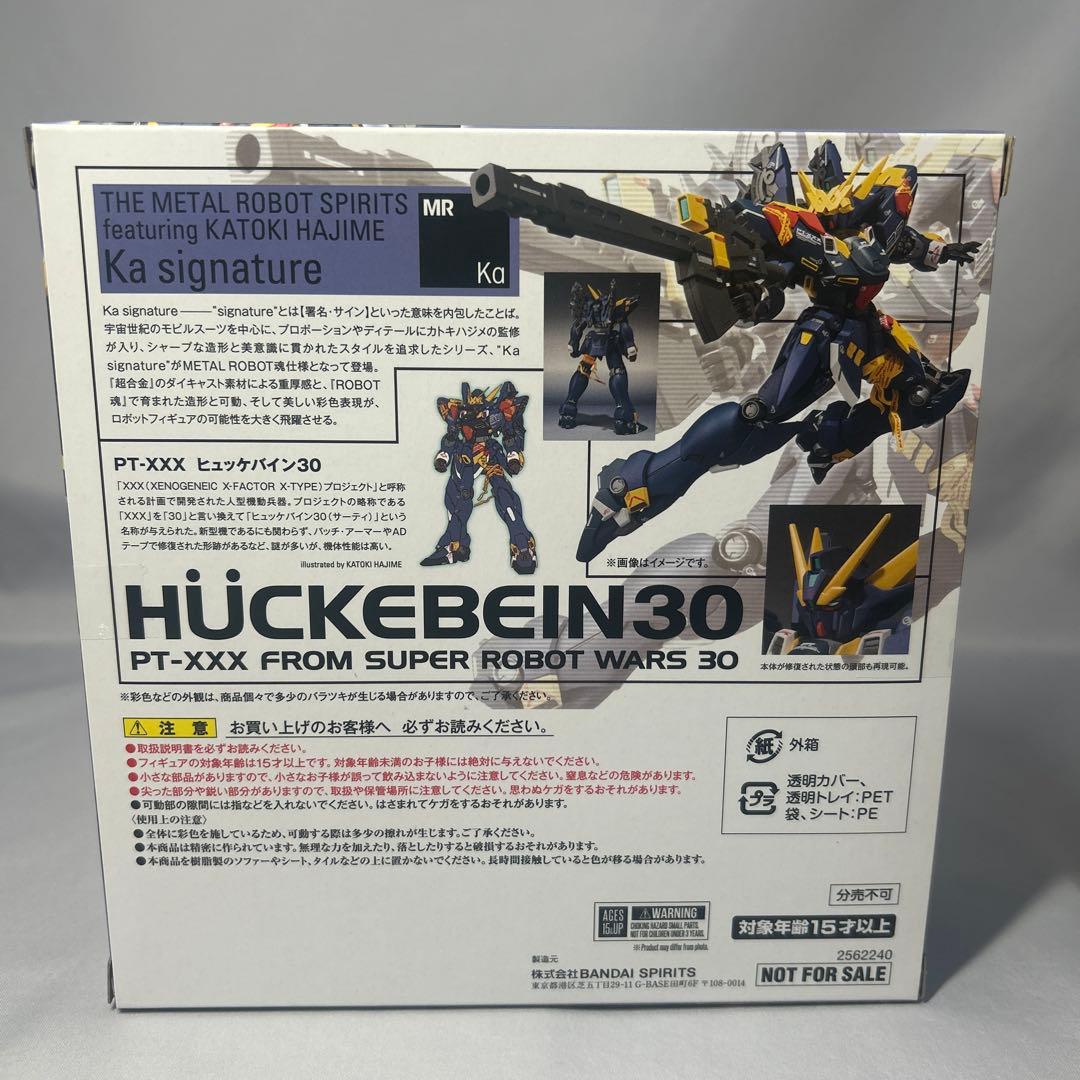 THE METAL ROBOT SPIRITS
featuring KATOKI HAJIME
Ka signature
MR
Ka
Ka signature――"signature"とは【署名・サイン】といった意味を内包したことば。
宇宙世紀のモビルスーツを中心に、プロポーションやディテールにカトキハジメの監修
が入り、シャープな造形と美意識に貫かれたスタイルを追求したシリーズ、"Ka
signature"がMETAL ROBOT魂仕様となって登場。
『超合金』のダイキャスト素材による重厚感と、『ROBOT
魂』で育まれた造形と可動、そして美しい彩色表現が、
ロボットフィギュアの可能性を大きく飛躍させる。
PT-XXX ヒュッケバイン30
「XXX(XENOGENEIC X-FACTOR X-TYPE)プロジェクト」と呼称
される計画で開発された人型機動兵器。プロジェクトの略称である
「XXX」を「30」と言い換えて「ヒュッケバイン30(サーティ)」という
名称が与えられた。新型機であるにも関わらず、パッチ・アーマーやAD
テープで修復された形跡があるなど、謎が多いが、機体性能は高い。
illustrated by KATOKI HAJIME
※画像はイメージです。
HÜCKEBEIN30
PT-XXX FROM SUPER ROBOT WARS 30
本体が修復された状態の頭部も再現可能。
※彩色などの外観は、商品個々で多少のバラツキが生じる場合がありますので、ご了承ください。
注意 お買い上げのお客様へ 必ずお読みください。
●取扱説明書を必ずお読みください。
●フィギュアの対象年齢は15才以上です。対象年齢未満のお子様には絶対に与えないでください。
●小さな部品がありますので、小さなお子様が誤って飲み込まないように注意してください。窒息などの危険があります。
●尖った部分や鋭い部分がありますので、取扱や保管場所に注意してください。思わぬケガをするおそれがあります。
●可動部の隙間には指などを入れないでください。はさまれてケガをするおそれがあります。
〈使用上の注意〉
●全体に彩色を施しているため、可動する際は多少の擦れが生じます。ご了承ください。
●本商品は精密に作られています。無理な力を加えたり、落としたりすると破損するおそれがあります。
●本商品を樹脂製のソファーやシート、タイルなどの上に置かないでください。長時間接触していると色が移る場合があります。
紙 外箱
プラ 透明カバー、
透明トレイ:PET
袋、シート:PE
分売不可
AGES
15&UP
WARNING
CHOKING HAZARD-SMALL PARTS.
NOT FOR CHILDREN UNDER 3 YEARS.
※Product may differ from photo.
対象年齢15才以上
2562240
NOT FOR SALE
製造元
株式会社BANDAI SPIRITS
東京都港区芝五丁目29-11 G-BASE田町6F 〒108-0014